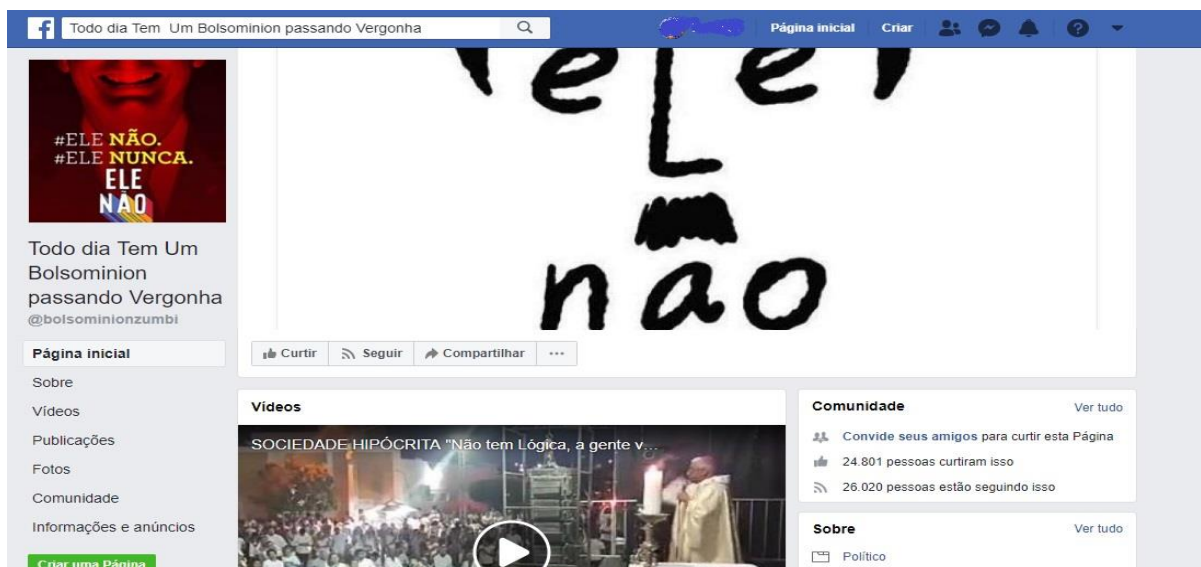 f Todo dia Tem Um Bolsominion passando Vergonha
Página inicial Criar
#ELE NÃO.
#ELE NUNCA.
ELE
NÃO
Todo dia Tem Um
Bolsominion
passando Vergonha
@bolsominionzumbi
Página inicial
Sobre
Vídeos
Publicações
Fotos
Comunidade
Informações e anúncios
Criar uma Página
ele
não
Curtir Seguir Compartilhar ...
Vídeos
SOCIEDADE HIPÓCRITA "Não tem Lógica, a gente v...
Comunidade Ver tudo
Convide seus amigos para curtir esta Página
24.801 pessoas curtiram isso
26.020 pessoas estão seguindo isso
Sobre Ver tudo
Político